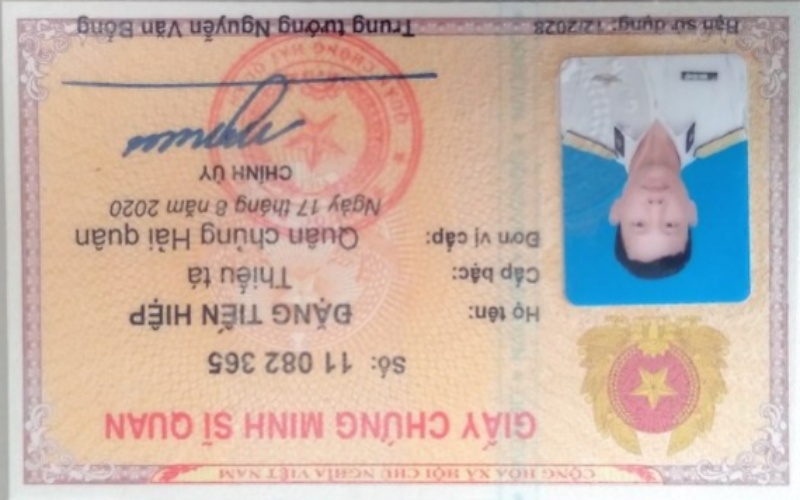 CỘNG HÒA XÃ HỘI CHỦ NGHĨA VIỆT NAM
GIẤY CHỨNG MINH SĨ QUAN
Số: 11 082 365
Họ tên: ĐẶNG TIẾN HIỆP
Cấp bậc: Thiếu tá
Đơn vị cấp: Quân chủng Hải quân
Ngày 17 tháng 8 năm 2020
CHÍNH ỦY
Hạn sử dụng: 12/2028
Trung tướng Nguyễn Văn Bổng